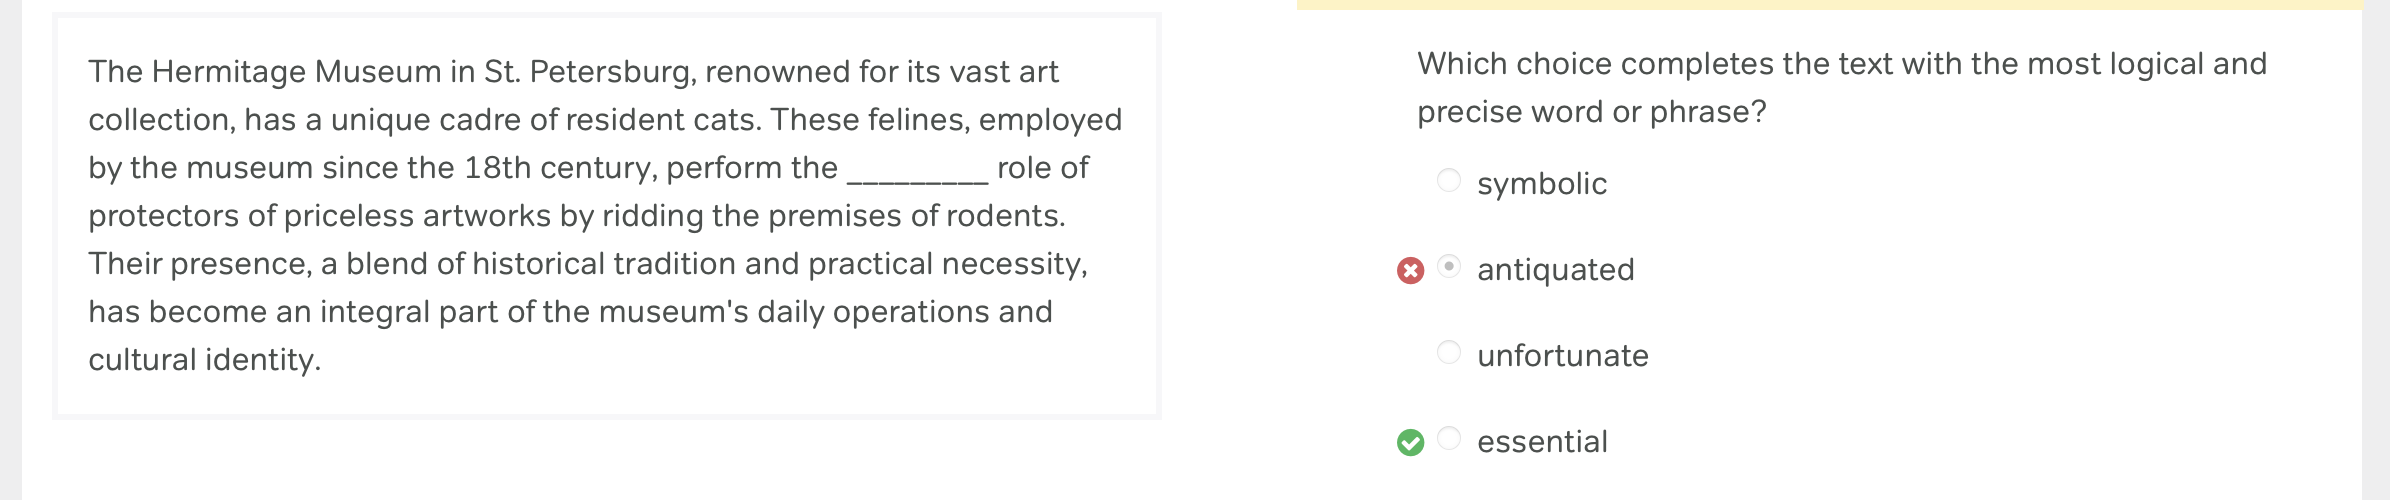 The Hermitage Museum in St. Petersburg, renowned for its vast art
collection, has a unique cadre of resident cats. These felines, employed
by the museum since the 18th century, perform the _________ role of
protectors of priceless artworks by ridding the premises of rodents.
Their presence, a blend of historical tradition and practical necessity,
has become an integral part of the museum's daily operations and
cultural identity.
Which choice completes the text with the most logical and
precise word or phrase?
symbolic
antiquated
unfortunate
essential